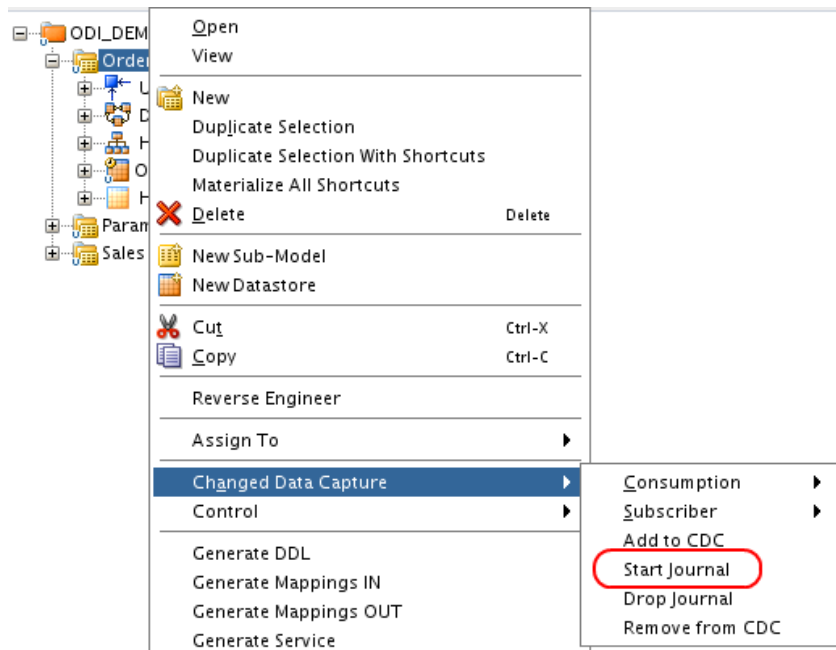 ODI_DEM
Order
U
D
H
O
H
Param
Sales
Open
View
New
Duplicate Selection
Duplicate Selection With Shortcuts
Materialize All Shortcuts
Delete Delete
New Sub-Model
New Datastore
Cut Ctrl-X
Copy Ctrl-C
Reverse Engineer
Assign To
Changed Data Capture
Control
Generate DDL
Generate Mappings IN
Generate Mappings OUT
Generate Service
Consumption
Subscriber
Add to CDC
Start Journal
Drop Journal
Remove from CDC